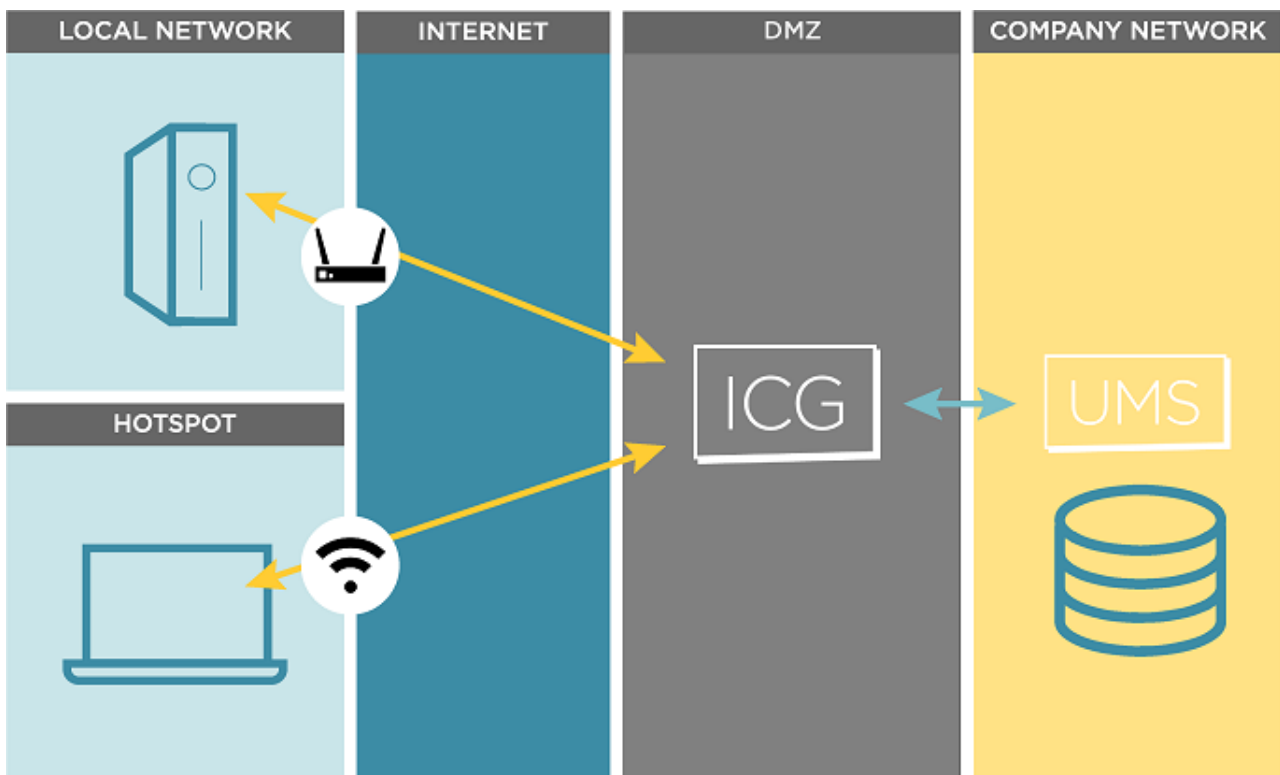 LOCAL NETWORK
INTERNET
DMZ
COMPANY NETWORK
ICG
UMS
HOTSPOT